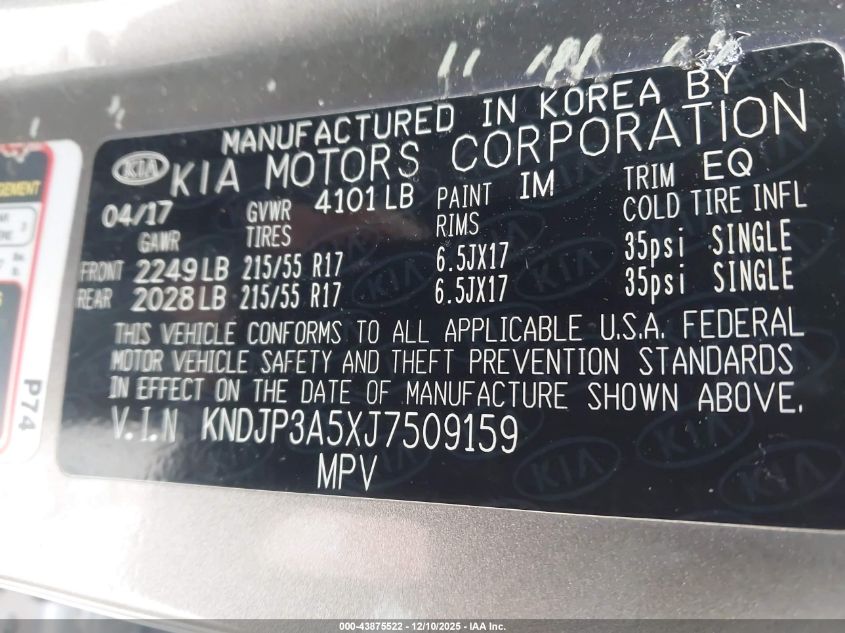 MANUFACTURED IN KOREA BY
KIA KIA MOTORS CORPORATION
04/17 GVWR 4101 LB PAINT IM TRIM EQ
GAWR TIRES RIMS COLD TIRE INFL
FRONT 2249 LB 215/55 R17 6.5JX17 35psi SINGLE
REAR 2028 LB 215/55 R17 6.5JX17 35psi SINGLE
THIS VEHICLE CONFORMS TO ALL APPLICABLE U.S.A. FEDERAL
MOTOR VEHICLE SAFETY AND THEFT PREVENTION STANDARDS
IN EFFECT ON THE DATE OF MANUFACTURE SHOWN ABOVE.
V.I.N KNDJP3A5XJ7509159
MPV
P74
000-43875522 - 12/10/2025 - IAA Inc.